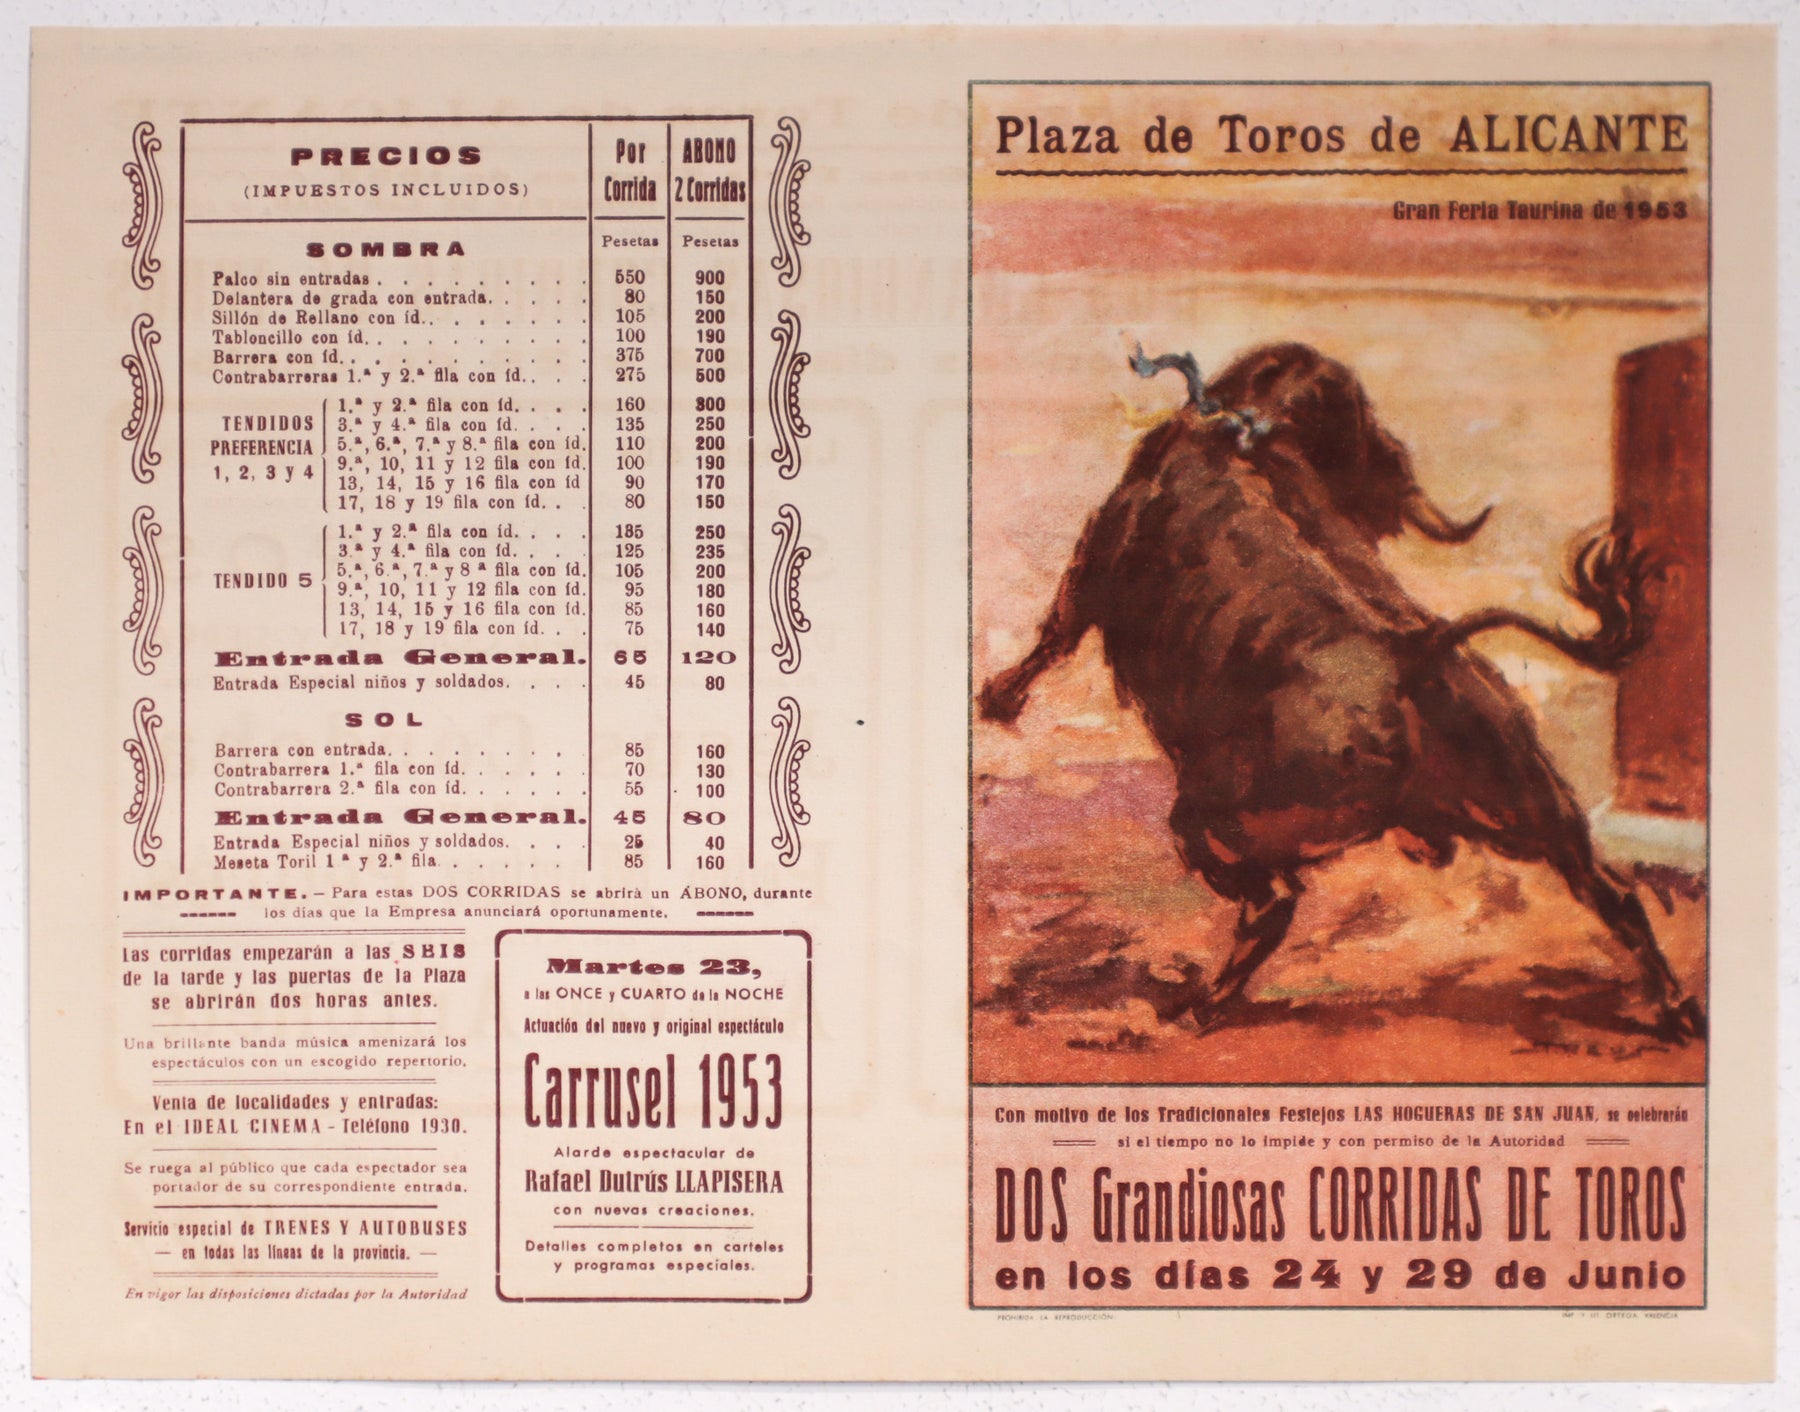 PRECIOS
(IMPUESTOS INCLUIDOS)
Por Corrida
ABONO 2 Corridas
SOMBRA Pesetas Pesetas
Palco sin entradas . . . . . . . . . 550 900
Delantera de grada con entrada. . . . . 80 150
Sillón de Rellano con íd.. . . . . . . 105 200
Tabloncillo con íd. . . . . . . . . . 100 190
Barrera con íd. . . . . . . . . . . 375 700
Contrabarreras 1.ª y 2.ª fila con íd.. . . 275 500
TENDIDOS PREFERENCIA 1, 2, 3 y 4
1.ª y 2.ª fila con íd. . . . 160 300
3.ª y 4.ª fila con íd. . . . 135 250
5.ª, 6.ª, 7.ª y 8.ª fila con íd. 110 200
9.ª, 10, 11 y 12 fila con íd. 100 190
13, 14, 15 y 16 fila con íd 90 170
17, 18 y 19 fila con íd. . . 80 150
TENDIDO 5
1.ª y 2.ª fila con íd. . . . 135 250
3.ª y 4.ª fila con íd. . . . 125 235
5.ª, 6.ª, 7.ª y 8 ª fila con íd. 105 200
9.ª, 10, 11 y 12 fila con íd. 95 180
13, 14, 15 y 16 fila con íd. 85 160
17, 18 y 19 fila con íd. . . 75 140
Entrada General. 65 120
Entrada Especial niños y soldados. . . . 45 80
SOL
Barrera con entrada. . . . . . . . 85 160
Contrabarrera 1.ª fila con íd. . . . . . 70 130
Contrabarrera 2.ª fila con íd. . . . . . 55 100
Entrada General. 45 80
Entrada Especial niños y soldados. . . . 25 40
Meseta Toril 1 ª y 2.ª fila . . . . . . 85 160
IMPORTANTE. – Para estas DOS CORRIDAS se abrirà un ÁBONO, durante
los días que la Empresa anunciará oportunamente.
Las corridas empezarán a las SEIS
de la tarde y las puertas de la Plaza
se abrirán dos horas antes.
Una brillante banda música amenizará los
espectáculos con un escogido repertorio.
Venta de localidades y entradas:
En el IDEAL CINEMA - Teléfono 1930.
Se ruega al público que cada espectador sea
portador de su correspondiente entrada.
Servicio especial de TRENES Y AUTOBUSES
— en todas las líneas de la provincia. —
En vigor las disposiciones dictadas por la Autoridad
Martes 23,
a las ONCE y CUARTO de la NOCHE
Actuación del nuevo y original espectáculo
Carrusel 1953
Alarde espectacular de
Rafael Dutrús LLAPISERA
con nuevas creaciones.
Detalles completos en carteles
y programas especiales.
Plaza de Toros de ALICANTE
Gran Feria Taurina de 1953
Con motivo de los Tradicionales Festejos LAS HOGUERAS DE SAN JUAN, se celebrarán
si el tiempo no lo impide y con permiso de la Autoridad
DOS Grandiosas CORRIDAS DE TOROS
en los días 24 y 29 de Junio
PROHIBIDA LA REPRODUCCIÓN
IMP. Y LIT. ORTEGA. VALENCIA